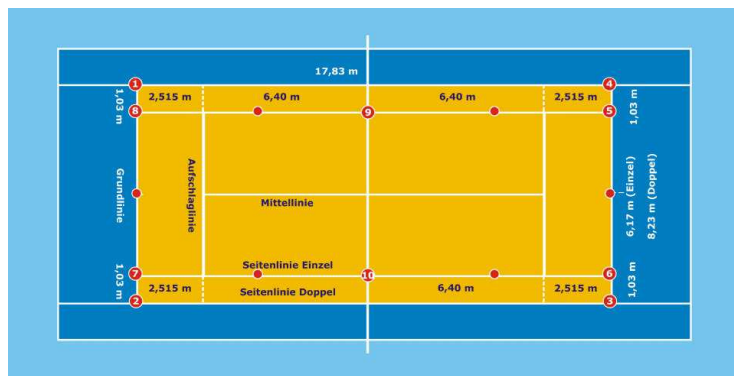 17,83 m
1
4
2,515 m
6,40 m
6,40 m
2,515 m
1,03 m
1,03 m
8
9
5
Grundlinie
Aufschlaglinie
Mittellinie
6,17 m (Einzel)
8,23 m (Doppel)
Seitenlinie Einzel
7
10
6
1,03 m
1,03 m
2,515 m
Seitenlinie Doppel
6,40 m
2,515 m
2
3